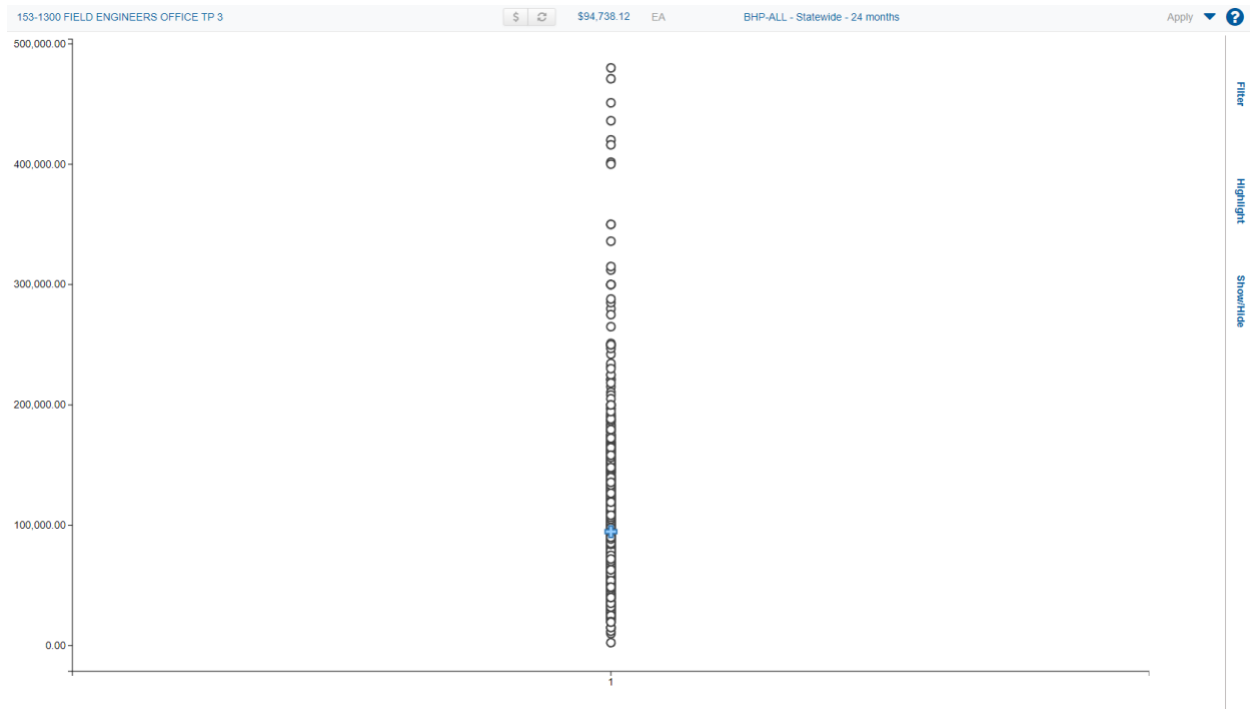 153-1300 FIELD ENGINEERS OFFICE TP 3 $ $94,738.12 EA BHP-ALL - Statewide - 24 months Apply ?
500,000.00
400,000.00
300,000.00
200,000.00
100,000.00
0.00
1
Filter
Highlight
Show/Hide